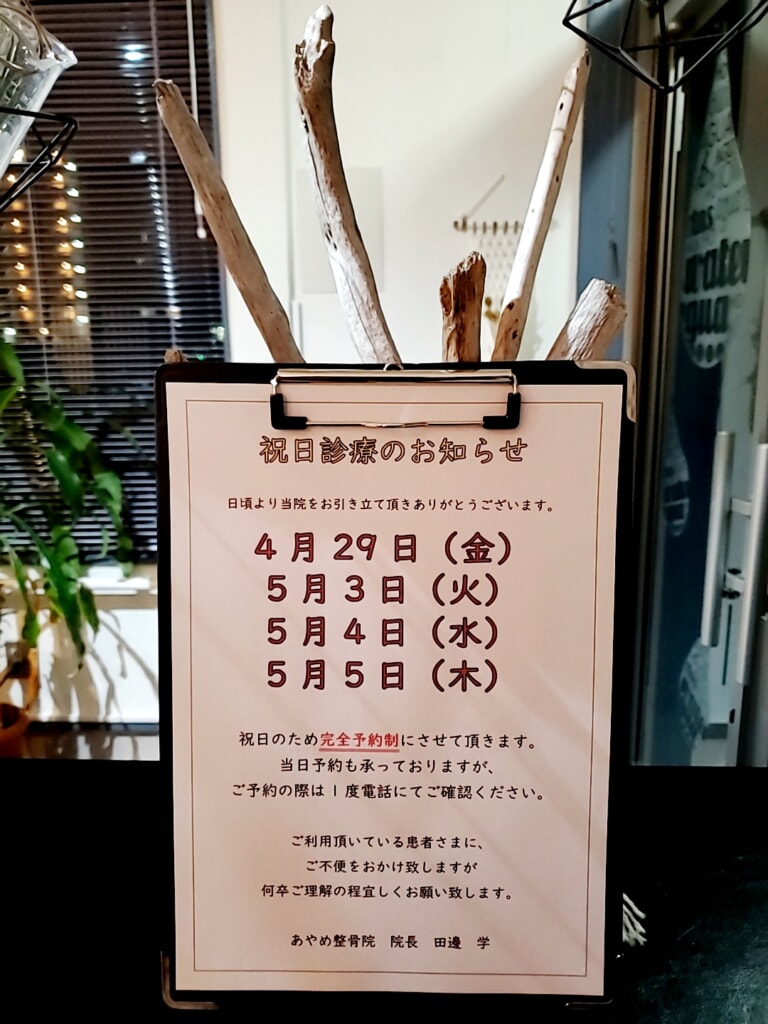 祝日診療のお知らせ
日頃より当院をお引き立て頂きありがとうございます。
4月29日（金）
5月3日（火）
5月4日（水）
5月5日（木）
祝日のため完全予約制にさせて頂きます。
当日予約も承っておりますが、
ご予約の際は1度電話にてご確認ください。
ご利用頂いている患者さまに、
ご不便をおかけ致しますが
何卒ご理解の程宜しくお願い致します。
あやめ整骨院 院長 田邊 学